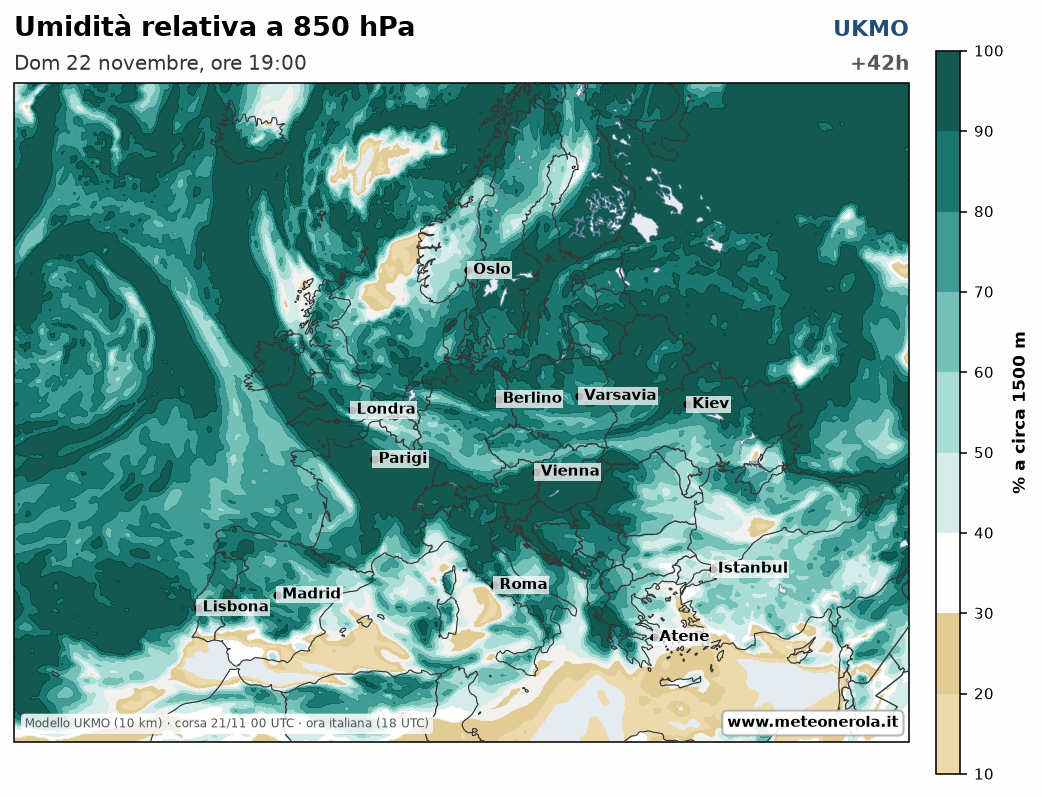 Umidità relativa a 850 hPa
UKMO
Dom 22 novembre, ore 19:00
+42h
100
90
80
70
60
50
40
30
20
10
% a circa 1500 m
Oslo
Berlino
Varsavia
Kiev
Londra
Parigi
Vienna
Istanbul
Roma
Madrid
Lisbona
Atene
Modello UKMO (10 km) · corsa 21/11 00 UTC · ora italiana (18 UTC)
www.meteonerola.it